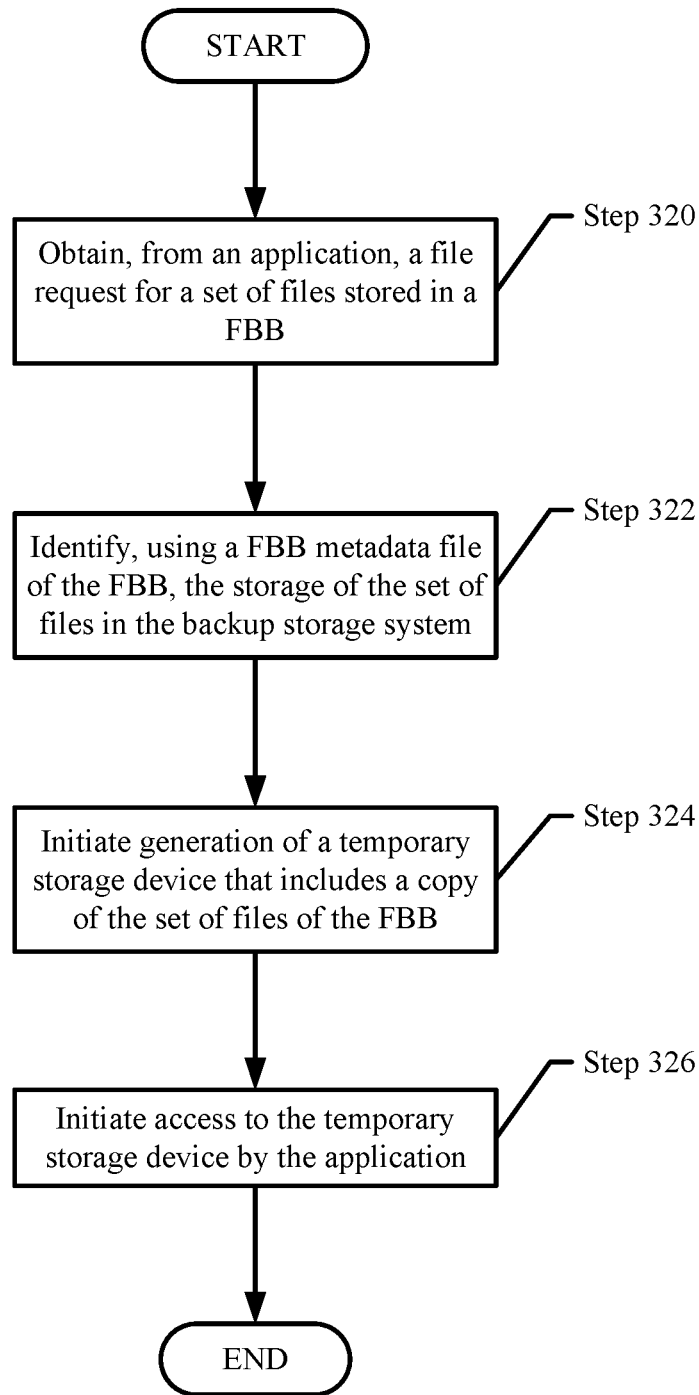 START
Step 320
Obtain, from an application, a file
request for a set of files stored in a
FBB
Step 322
Identify, using a FBB metadata file
of the FBB, the storage of the set of
files in the backup storage system
Step 324
Initiate generation of a temporary
storage device that includes a copy
of the set of files of the FBB
Step 326
Initiate access to the temporary
storage device by the application
END